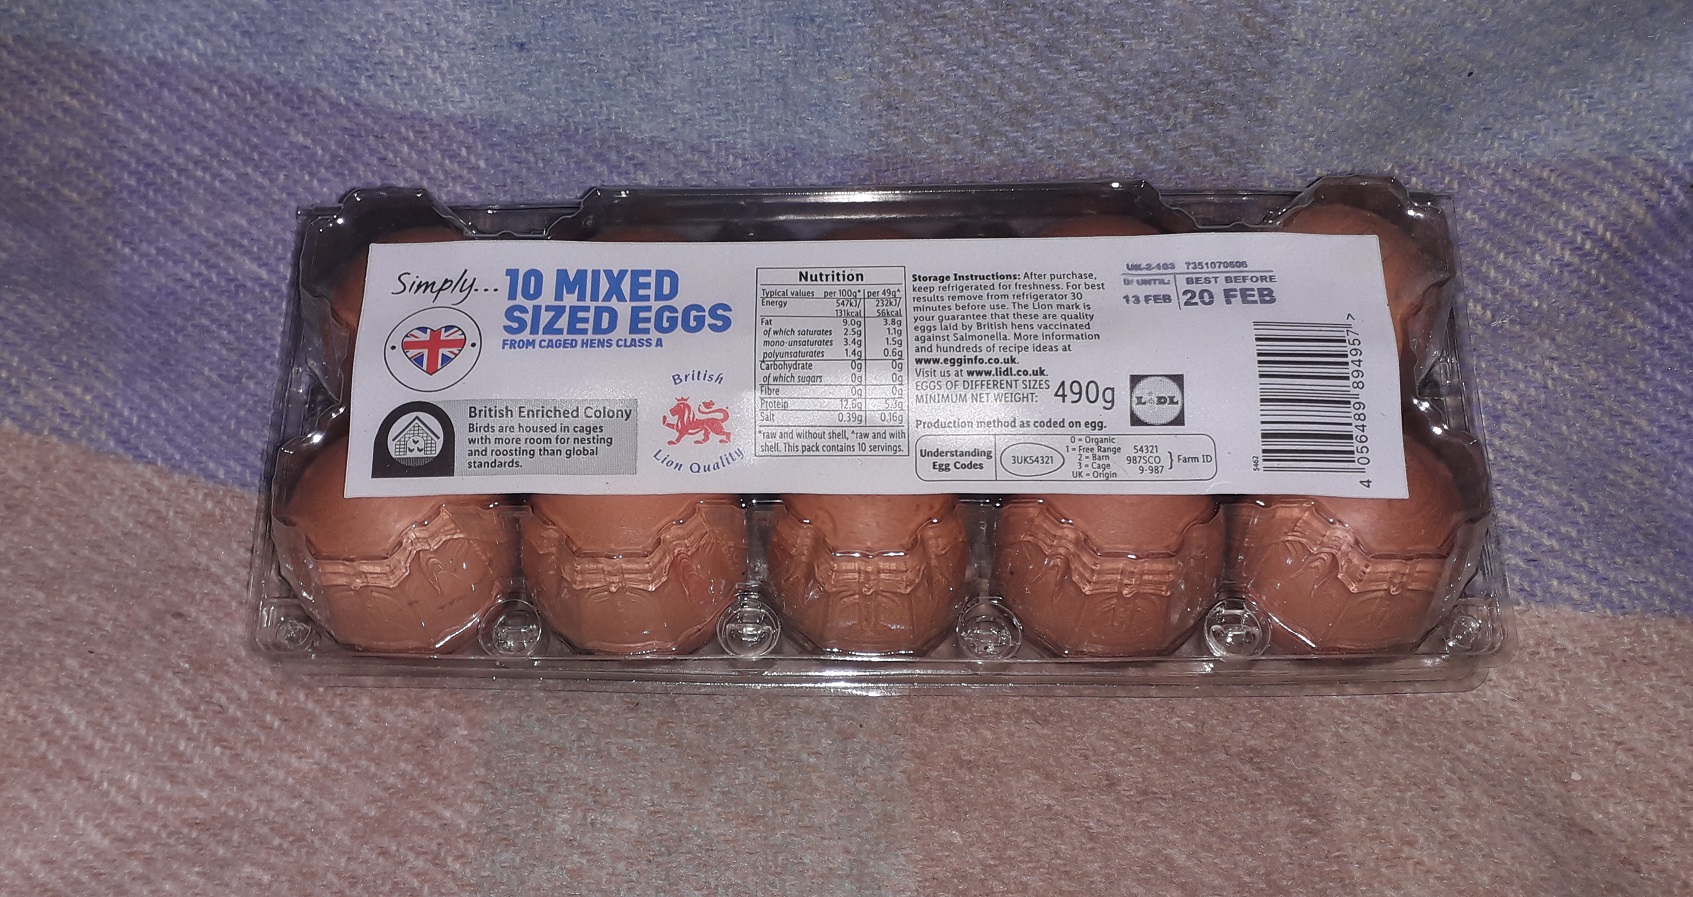 Simply...
10 MIXED
SIZED EGGS
FROM CAGED HENS CLASS A
British Enriched Colony
Birds are housed in cages
with more room for nesting
and roosting than global
standards.
British
Lion Quality
Nutrition
Typical values per 100g* per 49g^
Energy 547kJ/ 232kJ/
131kcal 56kcal
Fat 9.0g 3.8g
of which saturates 2.5g 1.1g
mono-unsaturates 3.4g 1.5g
polyunsaturates 1.4g 0.6g
Carbohydrate 0g 0g
of which sugars 0g 0g
Fibre 0g 0g
Protein 12.6g 5.3g
Salt 0.39g 0.16g
*raw and without shell, ^raw and with
shell. This pack contains 10 servings.
Storage Instructions: After purchase,
keep refrigerated for freshness. For best
results remove from refrigerator 30
minutes before use. The Lion mark is
your guarantee that these are quality
eggs laid by British hens vaccinated
against Salmonella. More information
and hundreds of recipe ideas at
www.egginfo.co.uk.
Visit us at www.lidl.co.uk.
EGGS OF DIFFERENT SIZES
MINIMUM NET WEIGHT: 490g
LIDL
Production method as coded on egg.
Understanding
Egg Codes
3UK54321
0 = Organic
1 = Free Range
2 = Barn
3 = Cage
UK = Origin
54321
987SCO
9-987
Farm ID
UK-2-103 7351070606
D/ UNTIL: BEST BEFORE
13 FEB 20 FEB
5462
4 056489 894957 >